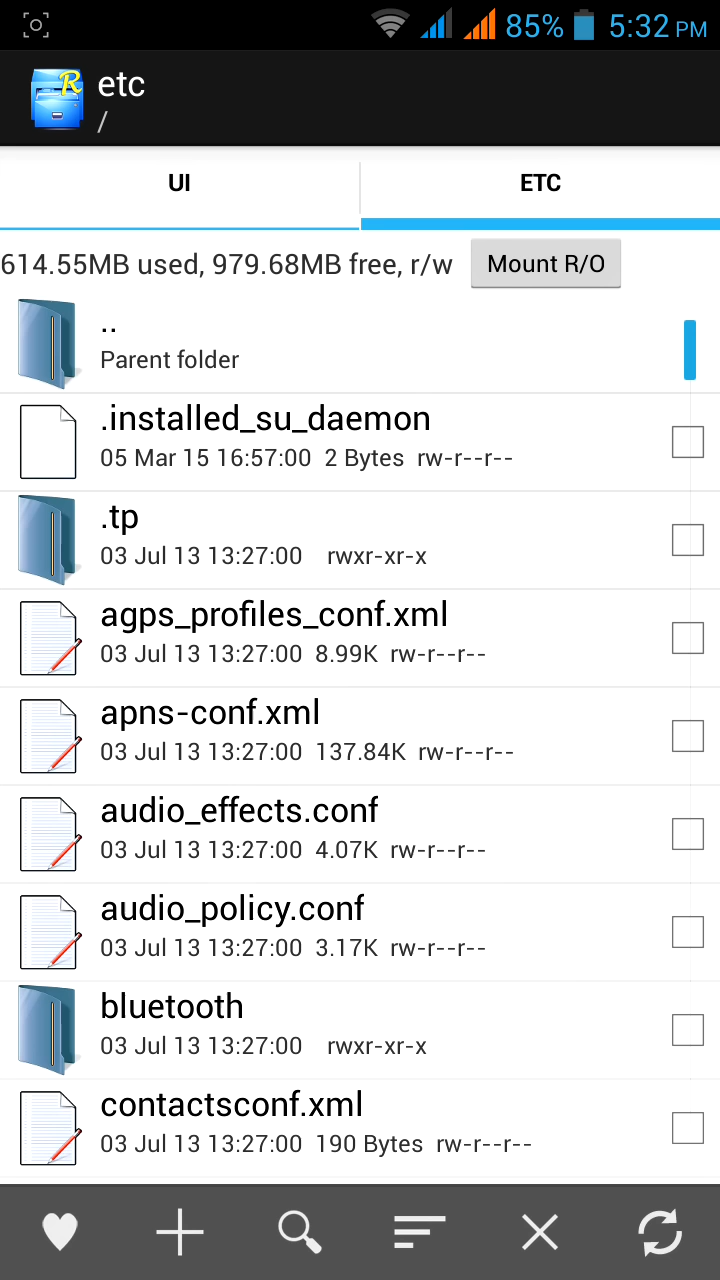 85% 5:32 PM
R etc
/
UI ETC
614.55MB used, 979.68MB free, r/w Mount R/O
..
Parent folder
.installed_su_daemon
05 Mar 15 16:57:00 2 Bytes rw-r--r--
.tp
03 Jul 13 13:27:00 rwxr-xr-x
agps_profiles_conf.xml
03 Jul 13 13:27:00 8.99K rw-r--r--
apns-conf.xml
03 Jul 13 13:27:00 137.84K rw-r--r--
audio_effects.conf
03 Jul 13 13:27:00 4.07K rw-r--r--
audio_policy.conf
03 Jul 13 13:27:00 3.17K rw-r--r--
bluetooth
03 Jul 13 13:27:00 rwxr-xr-x
contactsconf.xml
03 Jul 13 13:27:00 190 Bytes rw-r--r--